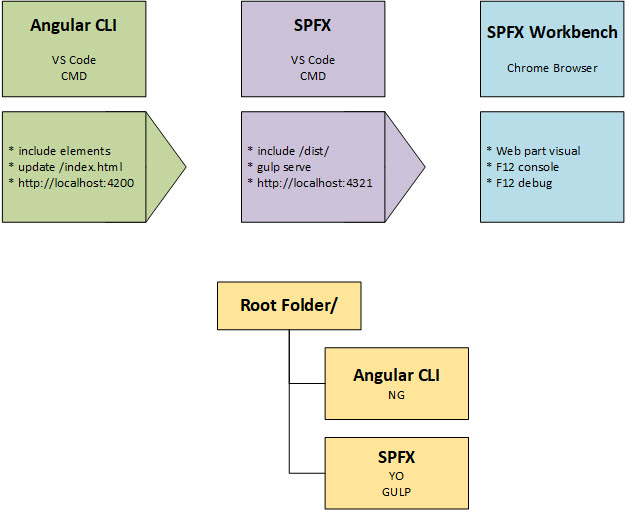 Angular CLI
VS Code
CMD
SPFX
VS Code
CMD
SPFX Workbench
Chrome Browser
* include elements
* update /index.html
* http://localhost:4200
* include /dist/
* gulp serve
* http://localhost:4321
* Web part visual
* F12 console
* F12 debug
Root Folder/
Angular CLI
NG
SPFX
YO
GULP